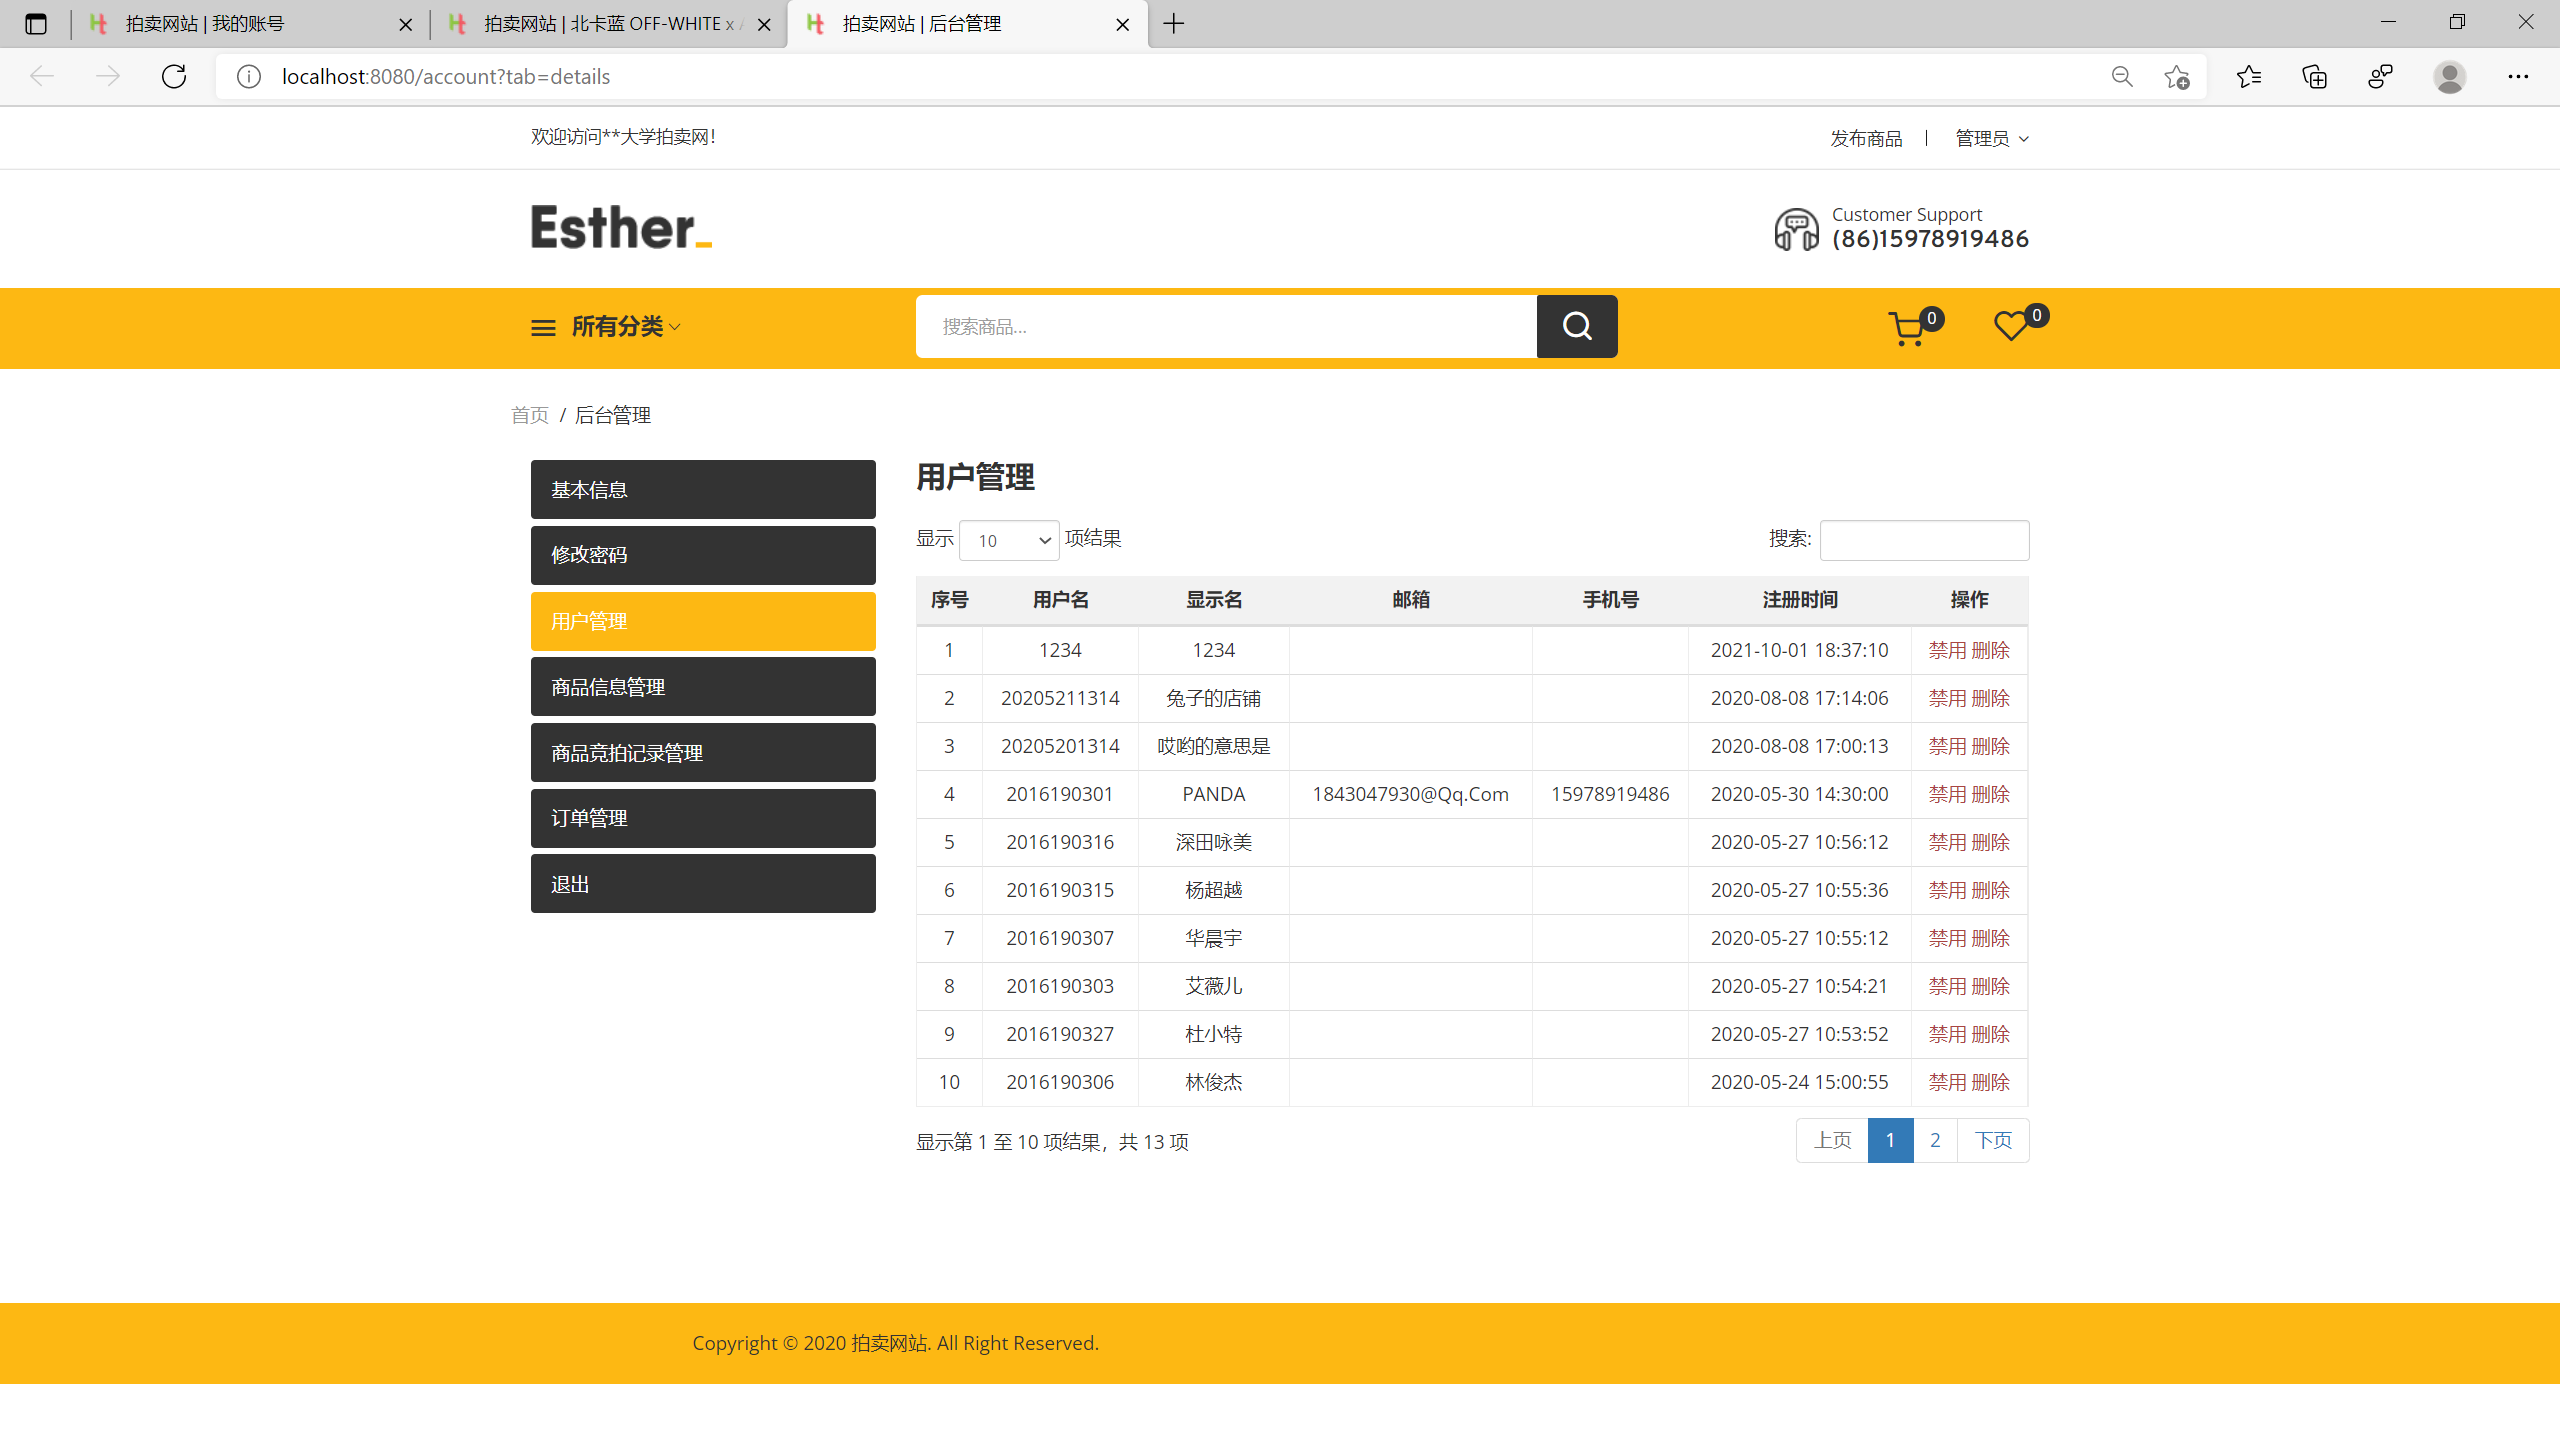 拍卖网站 | 我的账号
拍卖网站 | 北卡蓝 OFF-WHITE x
拍卖网站 | 后台管理
localhost:8080/account?tab=details
欢迎访问**大学拍卖网!
发布商品 | 管理员
Esther_
Customer Support
(86)15978919486
所有分类
搜索商品...
0
0
首页 / 后台管理
基本信息
修改密码
用户管理
商品信息管理
商品竞拍记录管理
订单管理
退出
用户管理
显示 10 项结果
搜索:
序号 用户名 显示名 邮箱 手机号 注册时间 操作
1 1234 1234 2021-10-01 18:37:10 禁用 删除
2 20205211314 兔子的店铺 2020-08-08 17:14:06 禁用 删除
3 20205201314 哎哟的意思是 2020-08-08 17:00:13 禁用 删除
4 2016190301 PANDA 1843047930@Qq.Com 15978919486 2020-05-30 14:30:00 禁用 删除
5 2016190316 深田咏美 2020-05-27 10:56:12 禁用 删除
6 2016190315 杨超越 2020-05-27 10:55:36 禁用 删除
7 2016190307 华晨宇 2020-05-27 10:55:12 禁用 删除
8 2016190303 艾薇儿 2020-05-27 10:54:21 禁用 删除
9 2016190327 杜小特 2020-05-27 10:53:52 禁用 删除
10 2016190306 林俊杰 2020-05-24 15:00:55 禁用 删除
显示第 1 至 10 项结果，共 13 项
上页 1 2 下页
Copyright © 2020 拍卖网站. All Right Reserved.